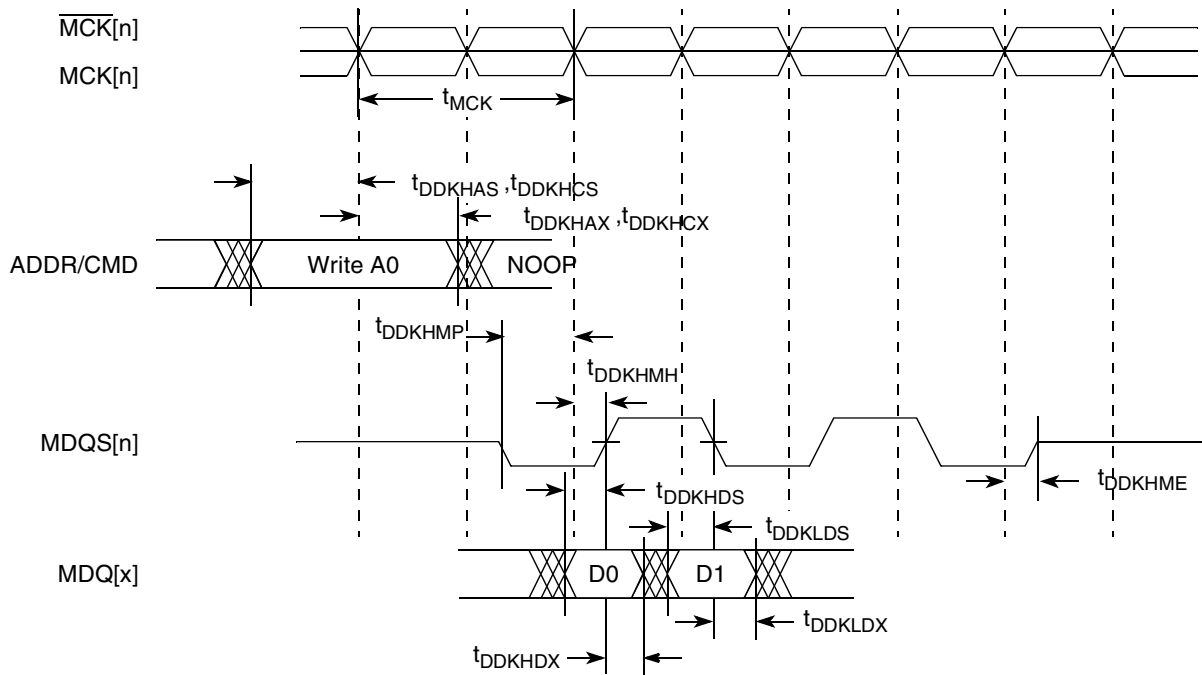 MCK[n]
MCK[n]
tMCK
tDDKHAS ,tDDKHCS
tDDKHAX ,tDDKHCX
ADDR/CMD
Write A0
NOOP
tDDKHMP
tDDKHMH
MDQS[n]
tDDKHME
tDDKHDS
tDDKLDS
MDQ[x]
D0
D1
tDDKLDX
tDDKHDX